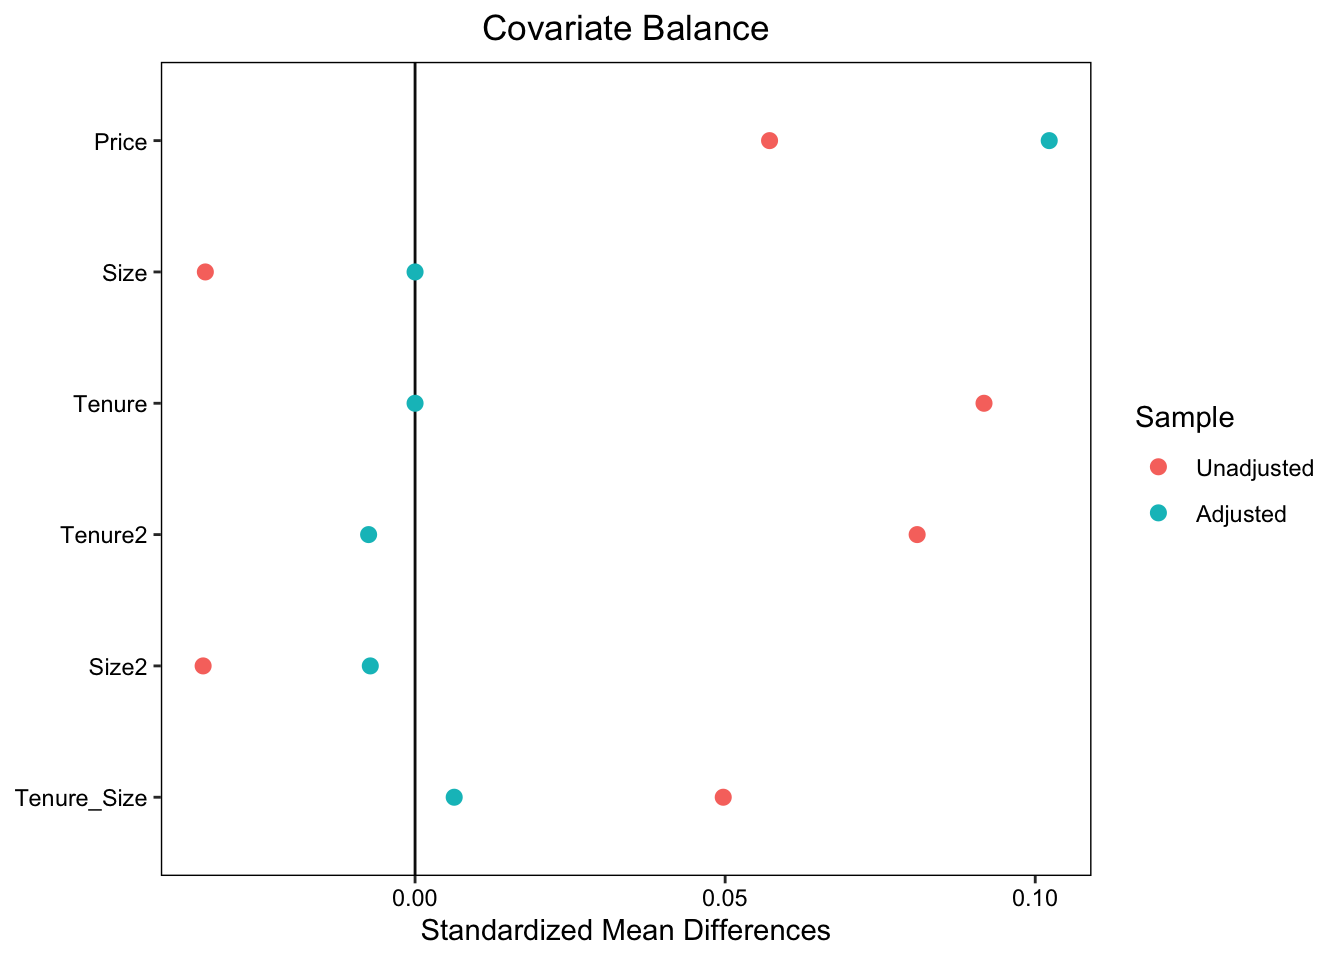 Covariate Balance
Price
Size
Tenure
Tenure2
Size2
Tenure_Size
0.00 0.05 0.10
Standardized Mean Differences
Sample
Unadjusted
Adjusted